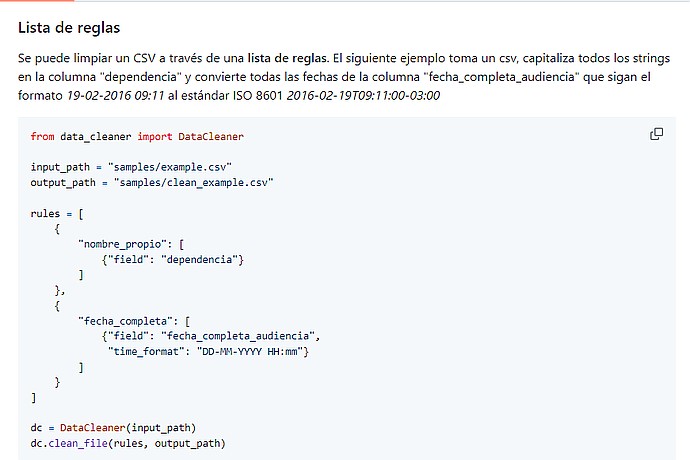 Lista de reglas
Se puede limpiar un CSV a través de una lista de reglas. El siguiente ejemplo toma un csv, capitaliza todos los strings
en la columna "dependencia" y convierte todas las fechas de la columna "fecha_completa_audiencia" que sigan el
formato 19-02-2016 09:11 al estándar ISO 8601 2016-02-19T09:11:00-03:00
from data_cleaner import DataCleaner
input_path = "samples/example.csv"
output_path = "samples/clean_example.csv"
rules = [
    {
        "nombre_propio": [
            {"field": "dependencia"}
        ]
    },
    {
        "fecha_completa": [
            {"field": "fecha_completa_audiencia",
             "time_format": "DD-MM-YYYY HH:mm"}
        ]
    }
]
dc = DataCleaner(input_path)
dc.clean_file(rules, output_path)